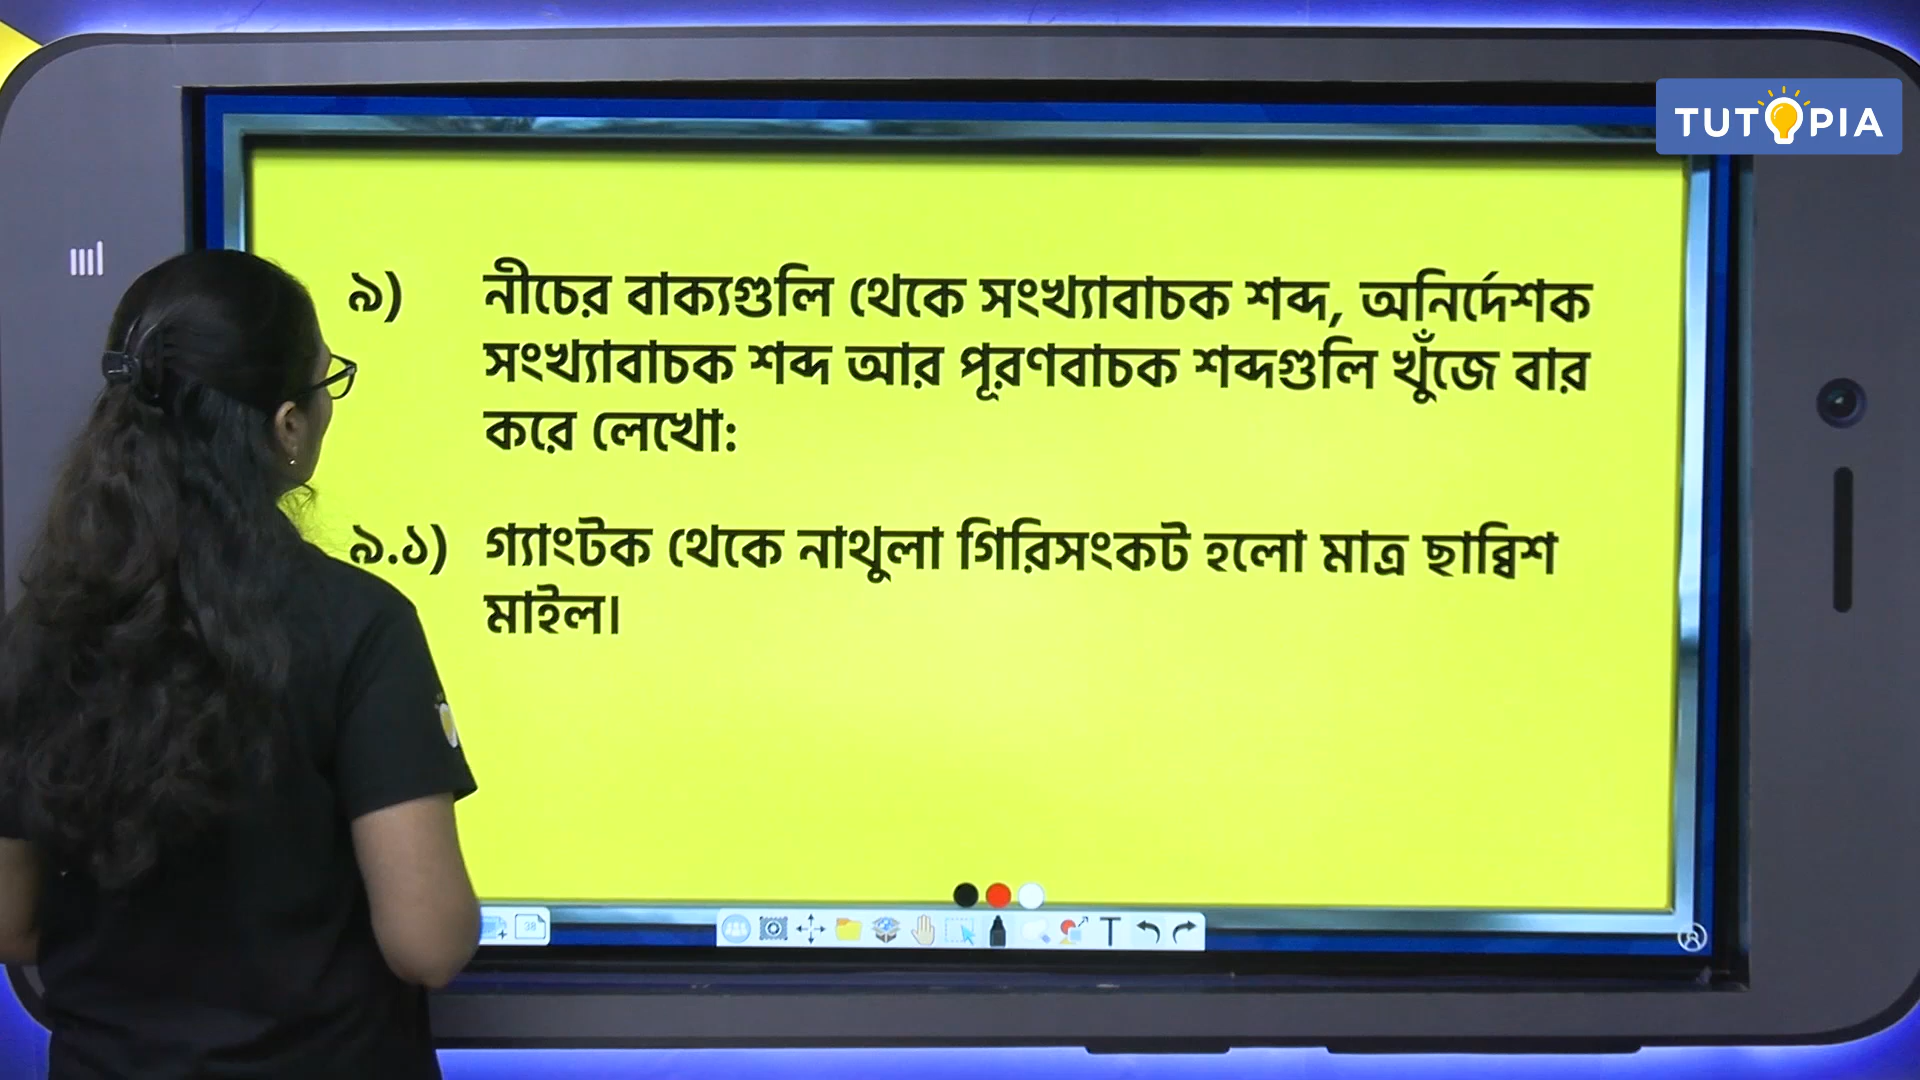 TUTOPIA
৯) নীচের বাক্যগুলি থেকে সংখ্যাবাচক শব্দ, অনির্দেশক
সংখ্যাবাচক শব্দ আর পূরণবাচক শব্দগুলি খুঁজে বার
করে লেখো:
৯.১) গ্যাংটক থেকে নাথুলা গিরিসংকট হলো মাত্র ছাব্বিশ
মাইল।
38
T